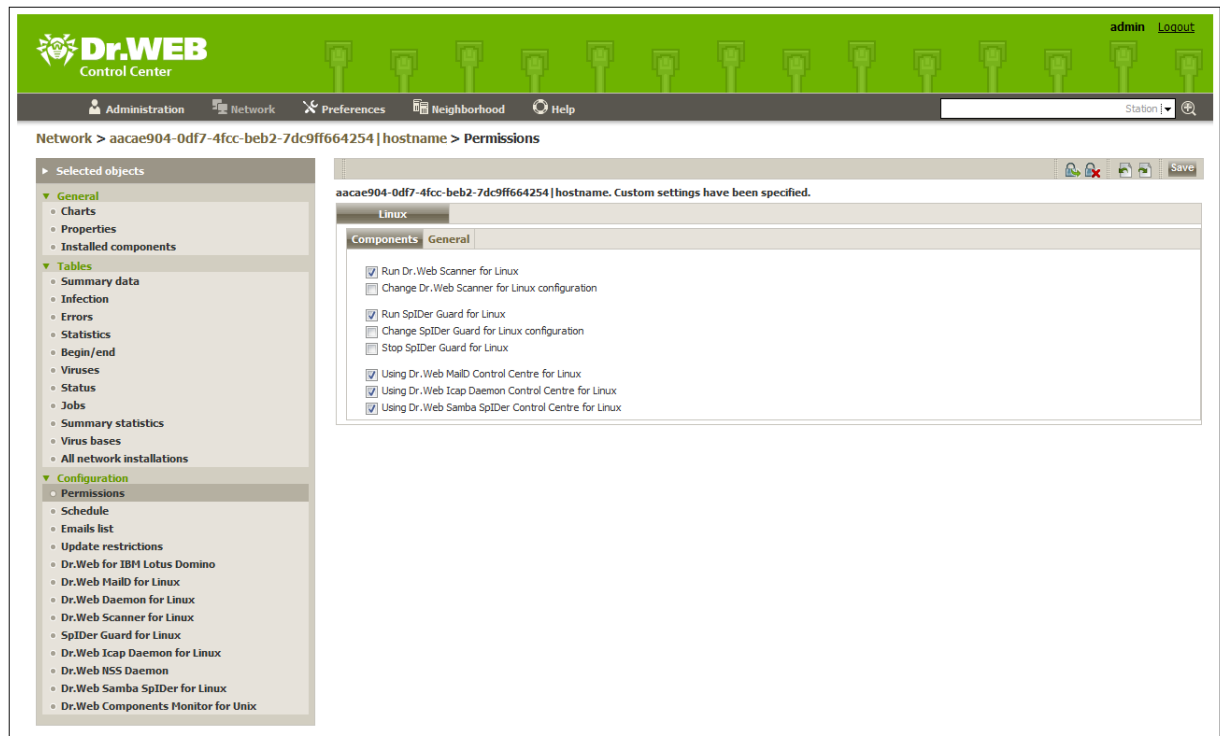 admin Logout
Dr.WEB
Control Center
Administration Network Preferences Neighborhood Help Station
Network > aacae904-0df7-4fcc-beb2-7dc9ff664254|hostname > Permissions
Selected objects
Save
General
Charts
Properties
Installed components
Tables
Summary data
Infection
Errors
Statistics
Begin/end
Viruses
Status
Jobs
Summary statistics
Virus bases
All network installations
Configuration
Permissions
Schedule
Emails list
Update restrictions
Dr.Web for IBM Lotus Domino
Dr.Web MailD for Linux
Dr.Web Daemon for Linux
Dr.Web Scanner for Linux
SpIDer Guard for Linux
Dr.Web Icap Daemon for Linux
Dr.Web NSS Daemon
Dr.Web Samba SpIDer for Linux
Dr.Web Components Monitor for Unix
aacae904-0df7-4fcc-beb2-7dc9ff664254|hostname. Custom settings have been specified.
Linux
Components General
Run Dr.Web Scanner for Linux
Change Dr.Web Scanner for Linux configuration
Run SpIDer Guard for Linux
Change SpIDer Guard for Linux configuration
Stop SpIDer Guard for Linux
Using Dr.Web MailD Control Centre for Linux
Using Dr.Web Icap Daemon Control Centre for Linux
Using Dr.Web Samba SpIDer Control Centre for Linux